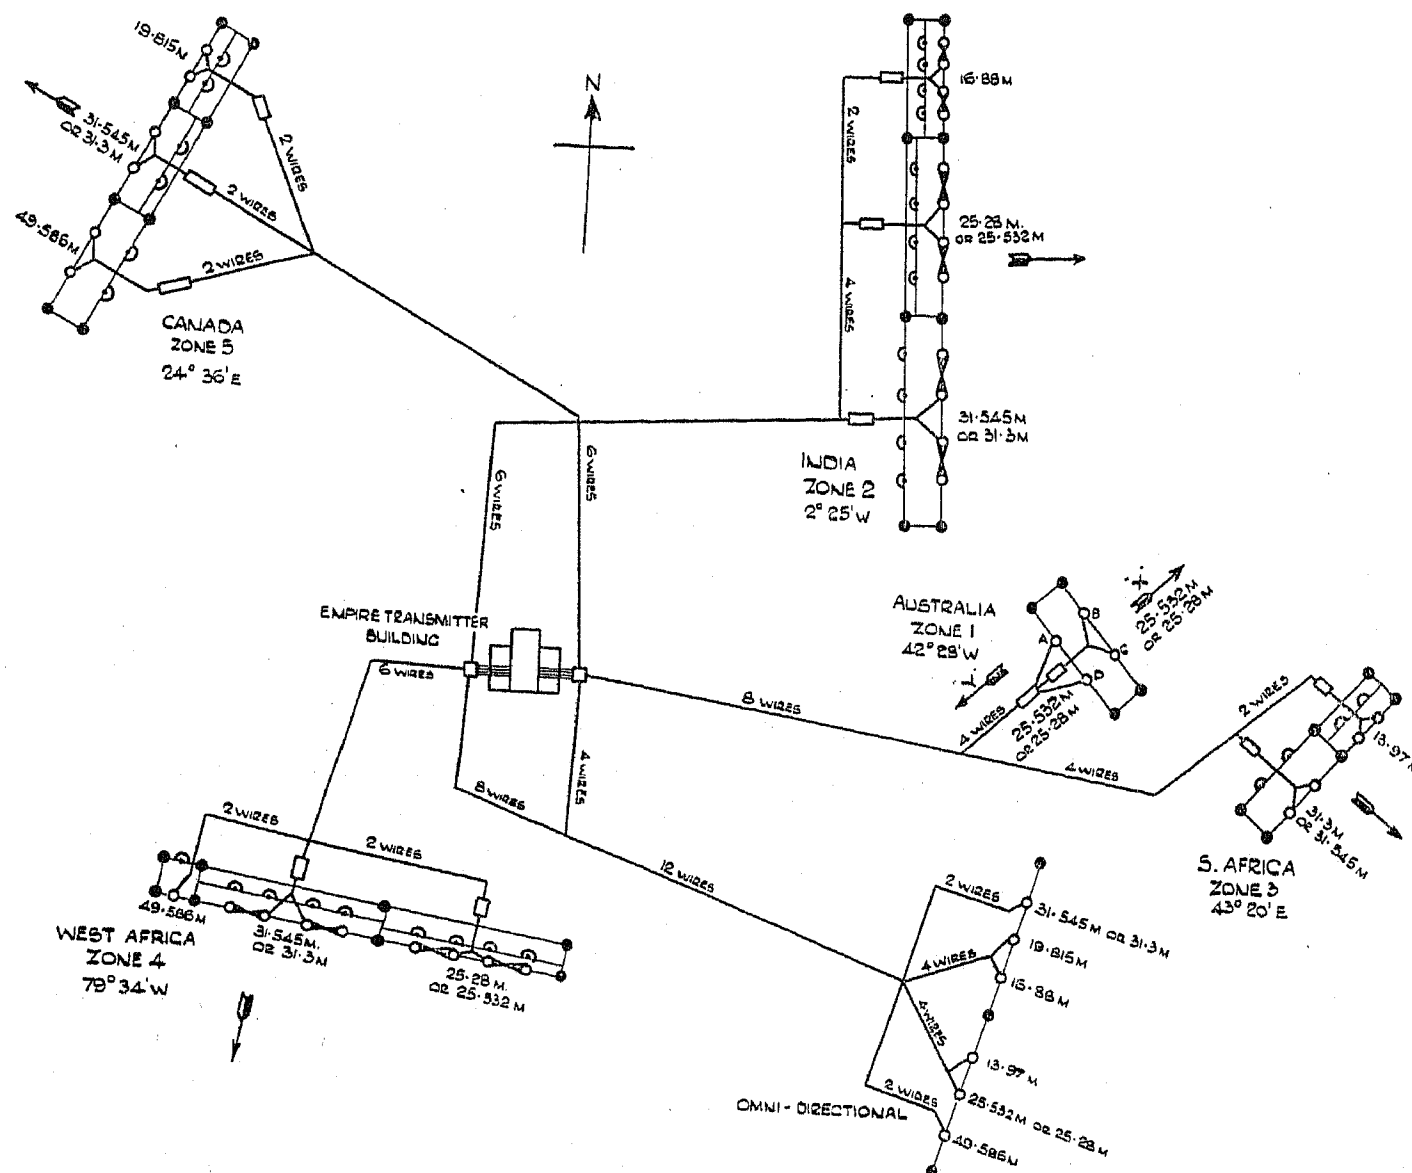 19·815M
31·545M
OR 31·3M
49·586M
2 WIRES
2 WIRES
2 WIRES
CANADA
ZONE 5
24° 36' E
N
16·88M
2 WIRES
25·28 M.
OR 25·532M
4 WIRES
31·545M
OR 31·3M
INDIA
ZONE 2
2° 25' W
6 WIRES
6 WIRES
EMPIRE TRANSMITTER
BUILDING
6 WIRES
8 WIRES
4 WIRES
8 WIRES
AUSTRALIA
ZONE 1
42° 28' W
A
B
C
D
25·532M
OR 25·28M
25·532M
OR 25·28M
4 WIRES
4 WIRES
2 WIRES
13·97M
31·3M
OR 31·545M
S. AFRICA
ZONE 3
43° 20' E
2 WIRES
2 WIRES
49·586M
31·545M.
OR 31·3M
25·28 M.
OR 25·532M
WEST AFRICA
ZONE 4
79° 34' W
12 WIRES
2 WIRES
31·545M OR 31·3M
19·815M
4 WIRES
16·88M
4 WIRES
13·97M
2 WIRES
25·532M OR 25·28M
49·586M
OMNI-DIRECTIONAL